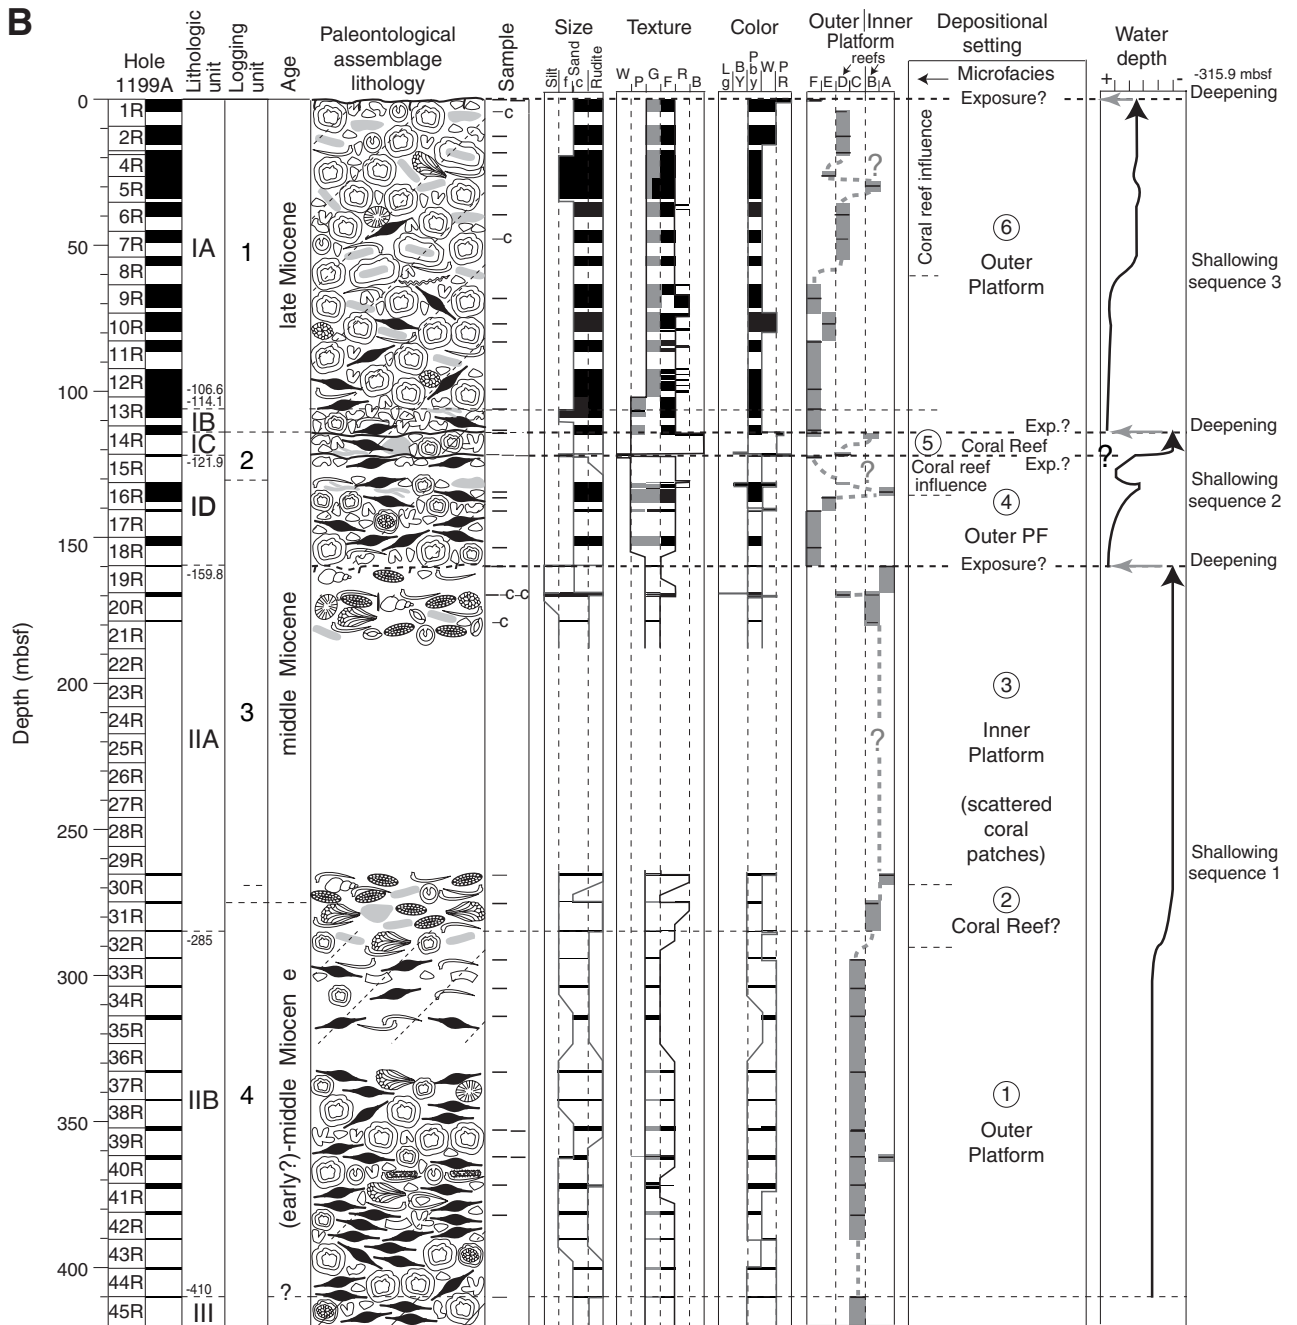 B
Hole
1199A
Lithologic
unit
Logging
unit
Age
Paleontological
assemblage
lithology
Sample
Size
Silt
f
Sand
c
Rudite
Texture
W
P
G
F
R
B
Color
L
g
B
Y
P
b
y
W
P
R
Outer Inner
Platform
reefs
F E D C B A
Depositional
setting
Microfacies
Water
depth
+
-
-315.9 mbsf
Deepening
Depth (mbsf)
0
50
100
150
200
250
300
350
400
1R
2R
4R
5R
6R
7R
8R
9R
10R
11R
12R
13R
14R
15R
16R
17R
18R
19R
20R
21R
22R
23R
24R
25R
26R
27R
28R
29R
30R
31R
32R
33R
34R
35R
36R
37R
38R
39R
40R
41R
42R
43R
44R
45R
IA
-106.6
-114.1
IB
IC
-121.9
ID
-159.8
IIA
-285
IIB
-410
III
1
2
3
4
late Miocene
middle Miocene
(early?)-middle Miocen e
?
c
c
c c
c
?
?
?
Exposure?
Coral reef influence
6
Outer
Platform
Exp.?
5
Coral Reef
Exp.?
Coral reef
influence
4
Outer PF
Exposure?
3
Inner
Platform
(scattered
coral
patches)
2
Coral Reef?
1
Outer
Platform
?
Shallowing
sequence 3
Deepening
Shallowing
sequence 2
Deepening
Shallowing
sequence 1